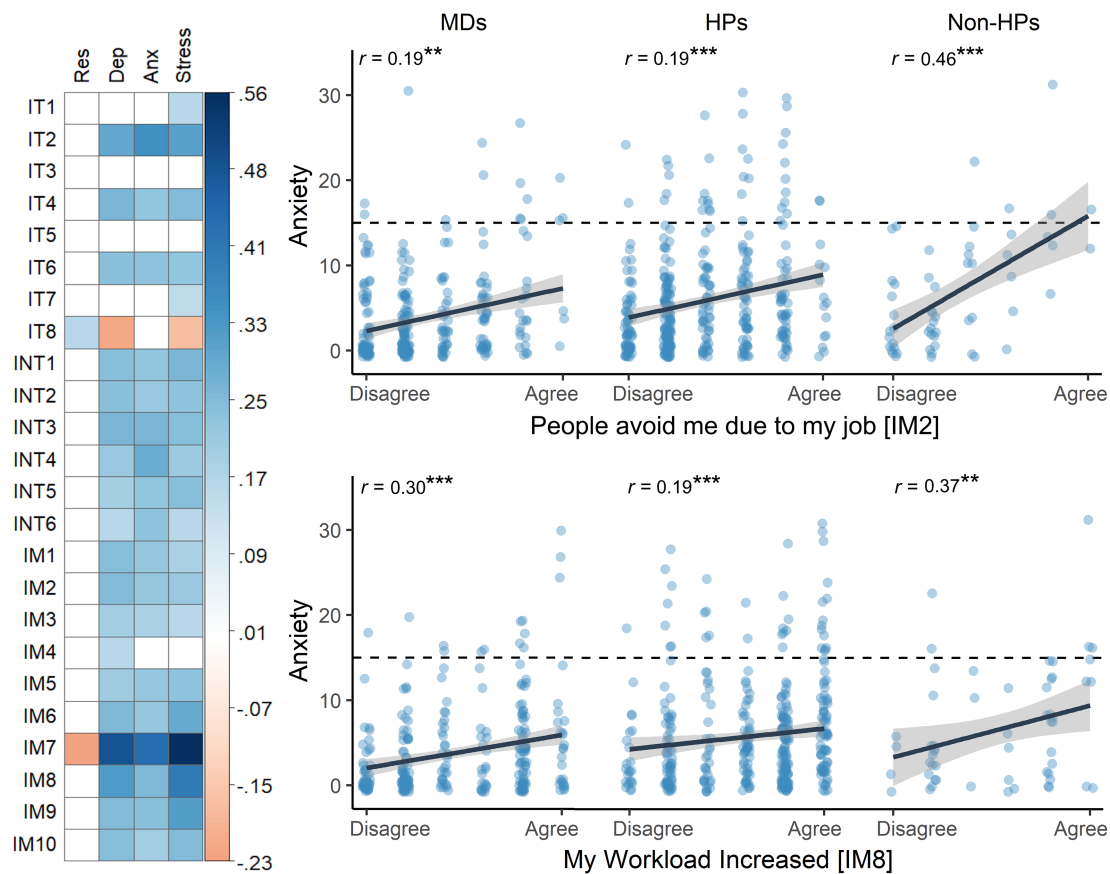 Res Dep Anx Stress
IT1
IT2
IT3
IT4
IT5
IT6
IT7
IT8
INT1
INT2
INT3
INT4
INT5
INT6
IM1
IM2
IM3
IM4
IM5
IM6
IM7
IM8
IM9
IM10
.56
.48
.41
.33
.25
.17
.09
.01
-.07
-.15
-.23
MDs HPs Non-HPs
r = 0.19** r = 0.19*** r = 0.46***
Anxiety
30
20
10
0
Disagree Agree Disagree Agree Disagree Agree
People avoid me due to my job [IM2]
r = 0.30*** r = 0.19*** r = 0.37**
Anxiety
30
20
10
0
Disagree Agree Disagree Agree Disagree Agree
My Workload Increased [IM8]